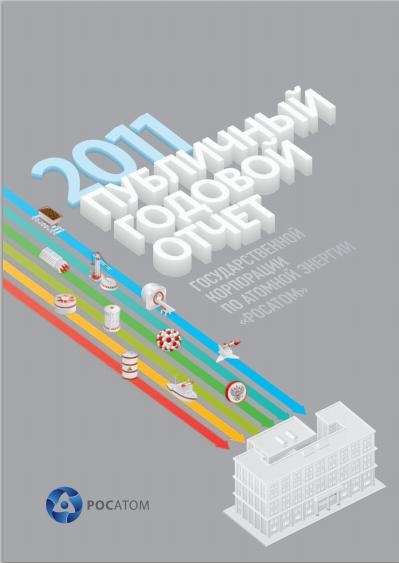 2011
ПУБЛИЧНЫЙ
ГОДОВОЙ
ОТЧЕТ
ГОСУДАРСТВЕННОЙ
КОРПОРАЦИИ
ПО АТОМНОЙ ЭНЕРГИИ
«РОСАТОМ»
РОСАТОМ